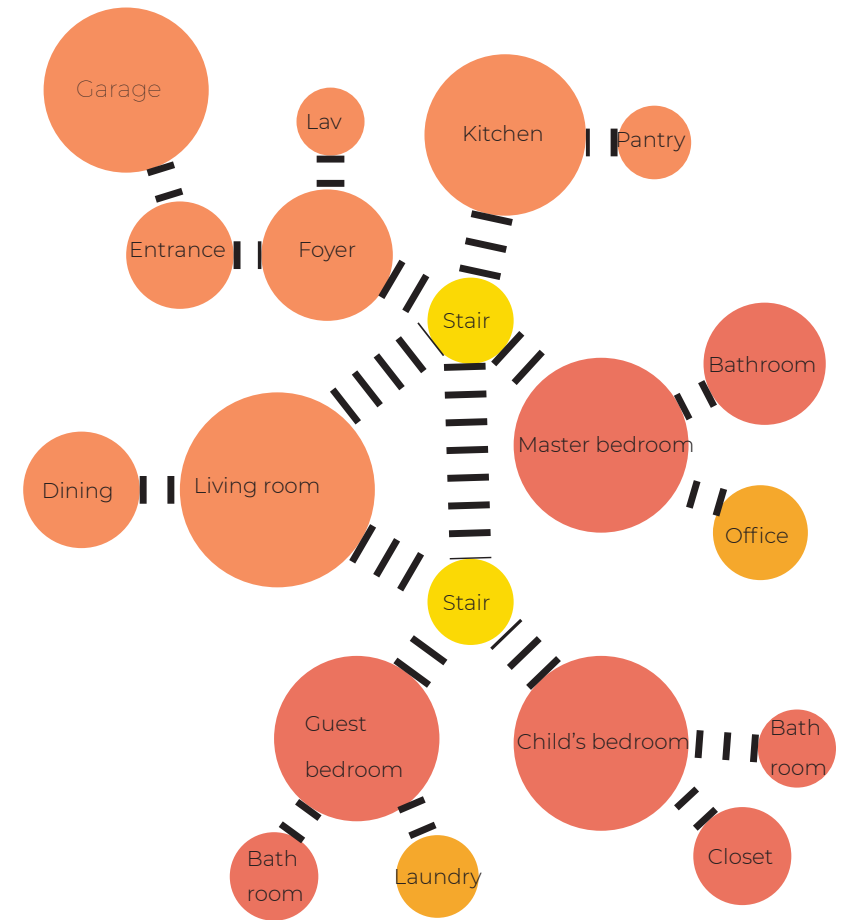 Garage
Lav
Kitchen
Pantry
Entrance
Foyer
Stair
Bathroom
Master bedroom
Living room
Dining
Office
Stair
Guest
bedroom
Child's bedroom
Bath
room
Bath
room
Laundry
Closet